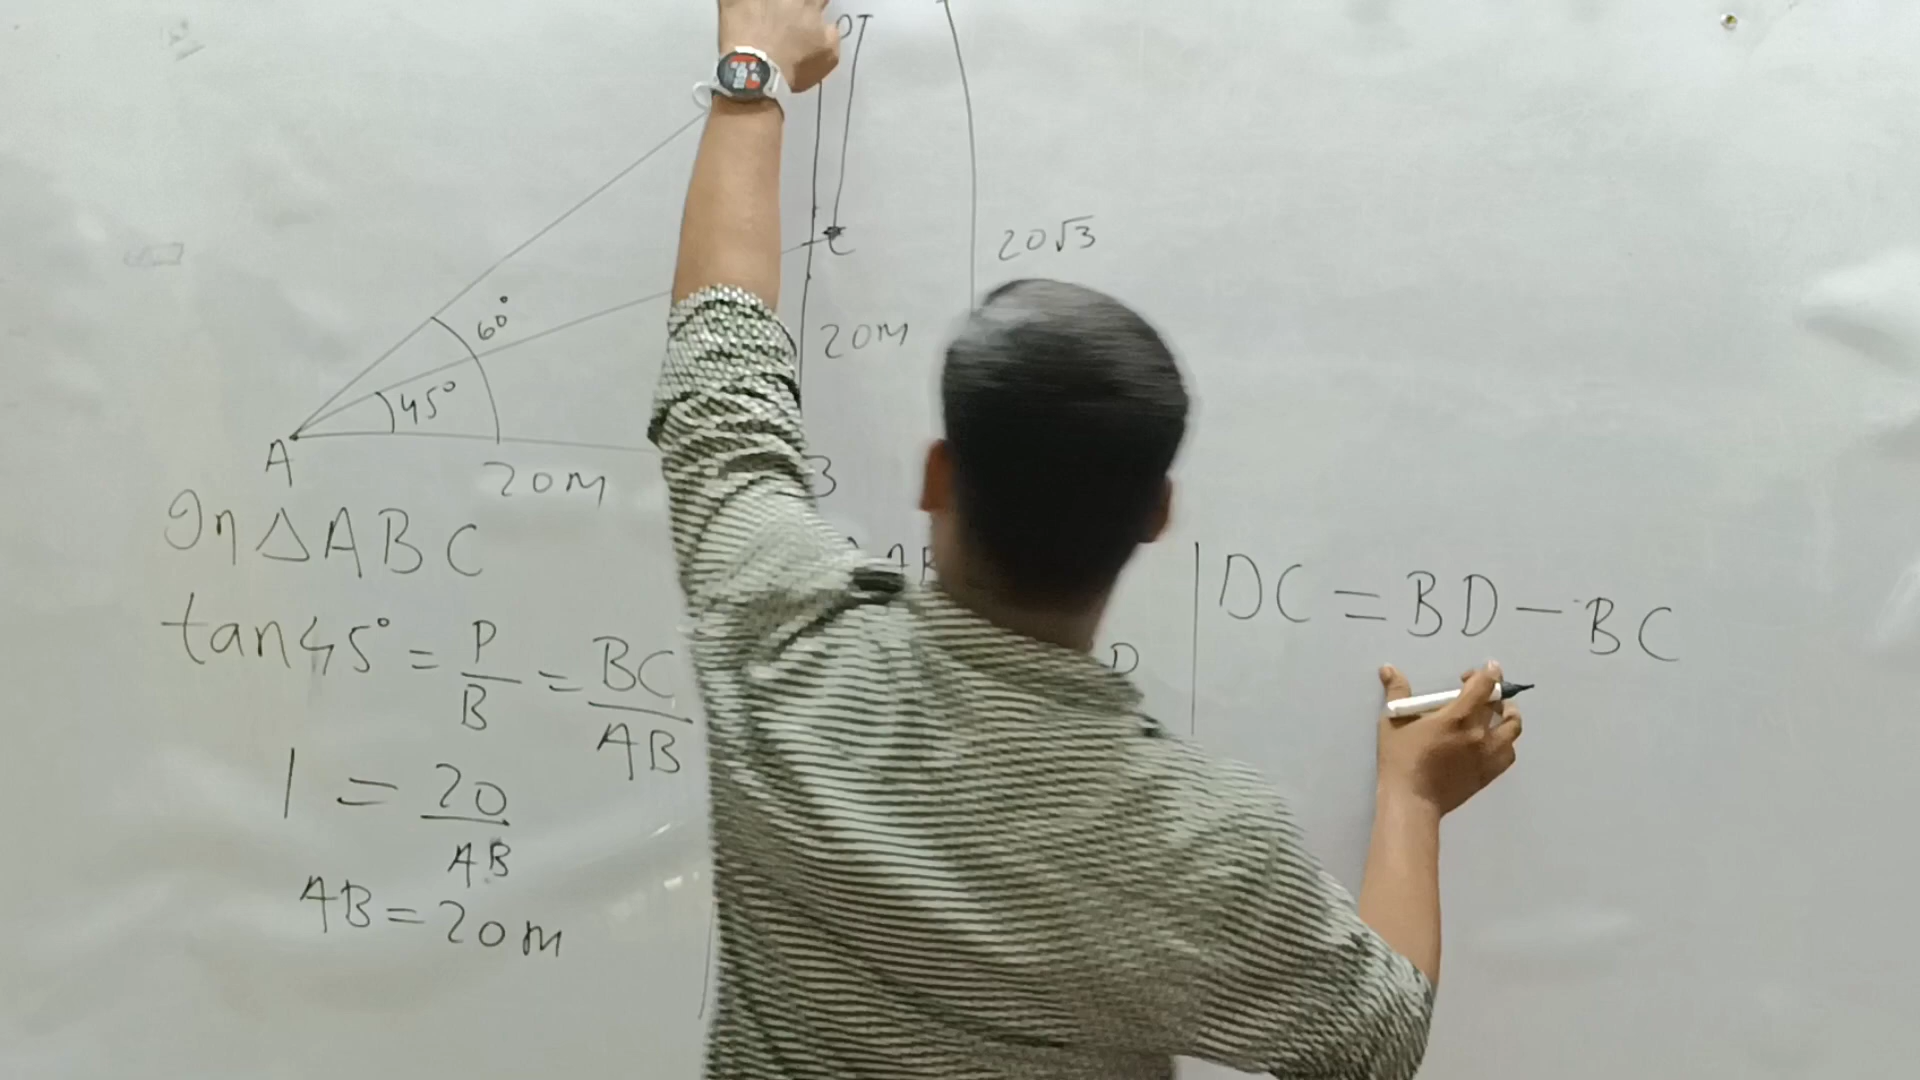 20√3
C
20M
60°
45°
A
20M
B
In △ABC
tan45° = P/B = BC/AB
1 = 20/AB
AB = 20m
D
DC = BD - BC